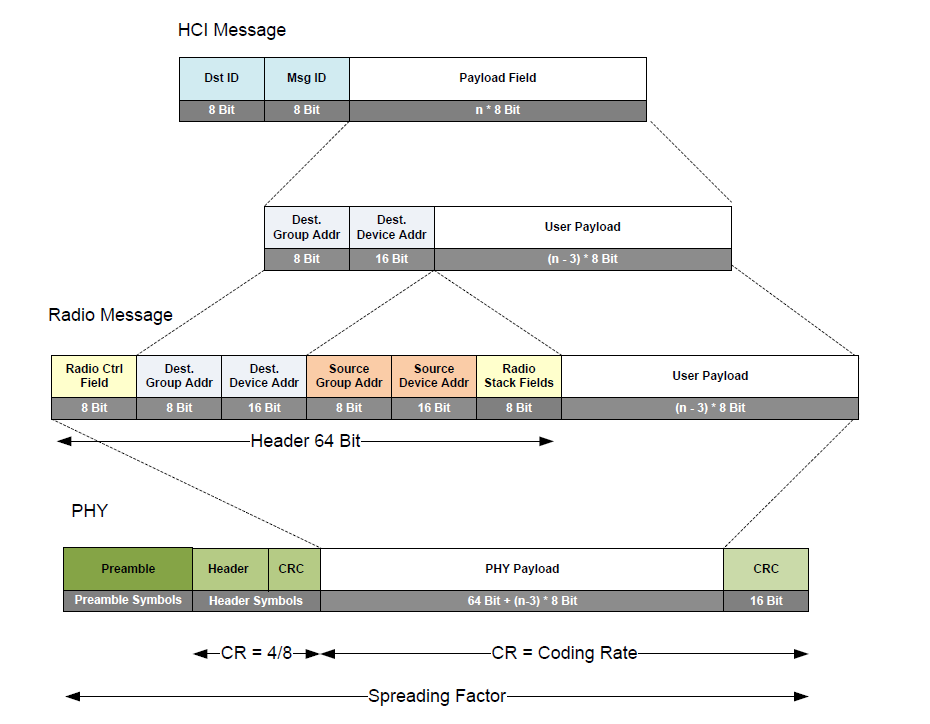 HCI Message
Dst ID
Msg ID
Payload Field
8 Bit
8 Bit
n * 8 Bit
Dest.
Group Addr
Dest.
Device Addr
User Payload
8 Bit
16 Bit
(n - 3) * 8 Bit
Radio Message
Radio Ctrl
Field
Dest.
Group Addr
Dest.
Device Addr
Source
Group Addr
Source
Device Addr
Radio
Stack Fields
User Payload
8 Bit
8 Bit
16 Bit
8 Bit
16 Bit
8 Bit
(n - 3) * 8 Bit
Header 64 Bit
PHY
Preamble
Header
CRC
PHY Payload
CRC
Preamble Symbols
Header Symbols
64 Bit + (n-3) * 8 Bit
16 Bit
CR = 4/8
CR = Coding Rate
Spreading Factor